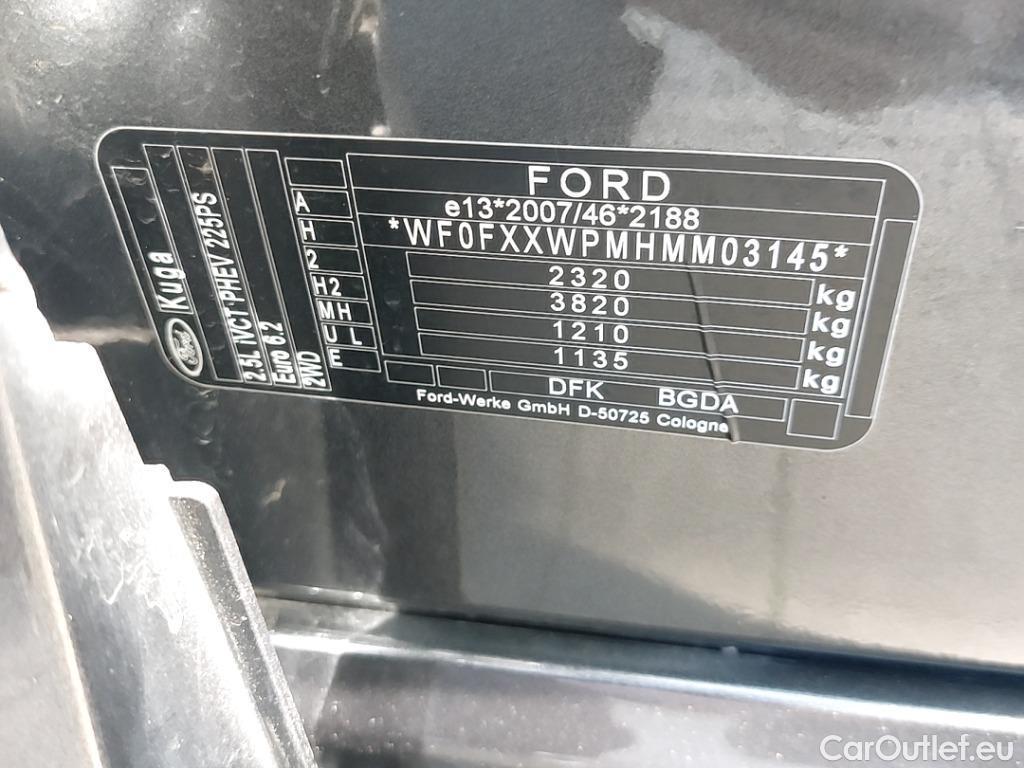 FORD
e13*2007/46*2188
*WF0FXXWPMHMM03145*
2320 kg
3820 kg
1210 kg
1135 kg
DFK BGDA
Ford-Werke GmbH D-50725 Cologne
A
H
2
H2
MH
U L
E
Ford
Kuga
2.5L iVCT PHEV 225PS
Euro 6.2
2WD
CarOutlet.eu